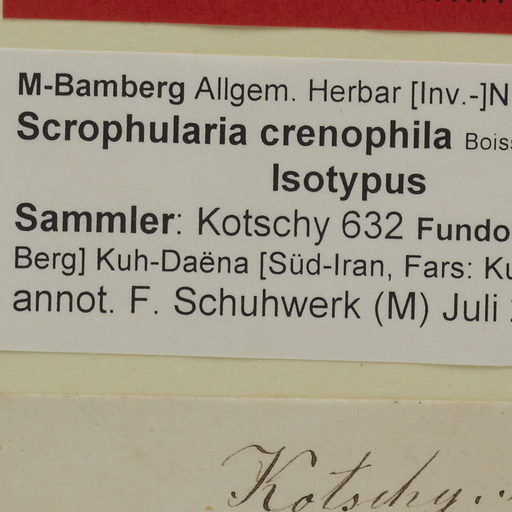 M-Bamberg Allgem. Herbar [Inv.-]N
Scrophularia crenophila Boiss
Isotypus
Sammler: Kotschy 632 Fundo
Berg] Kuh-Daëna [Süd-Iran, Fars: Ku
annot. F. Schuhwerk (M) Juli
Kotschy.